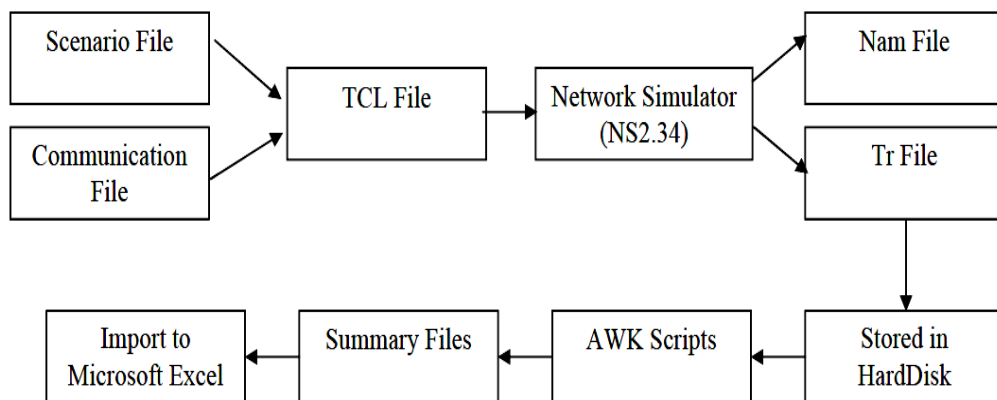 Scenario File
Communication
File
TCL File
Network Simulator
(NS2.34)
Nam File
Tr File
Stored in
HardDisk
AWK Scripts
Summary Files
Import to
Microsoft Excel